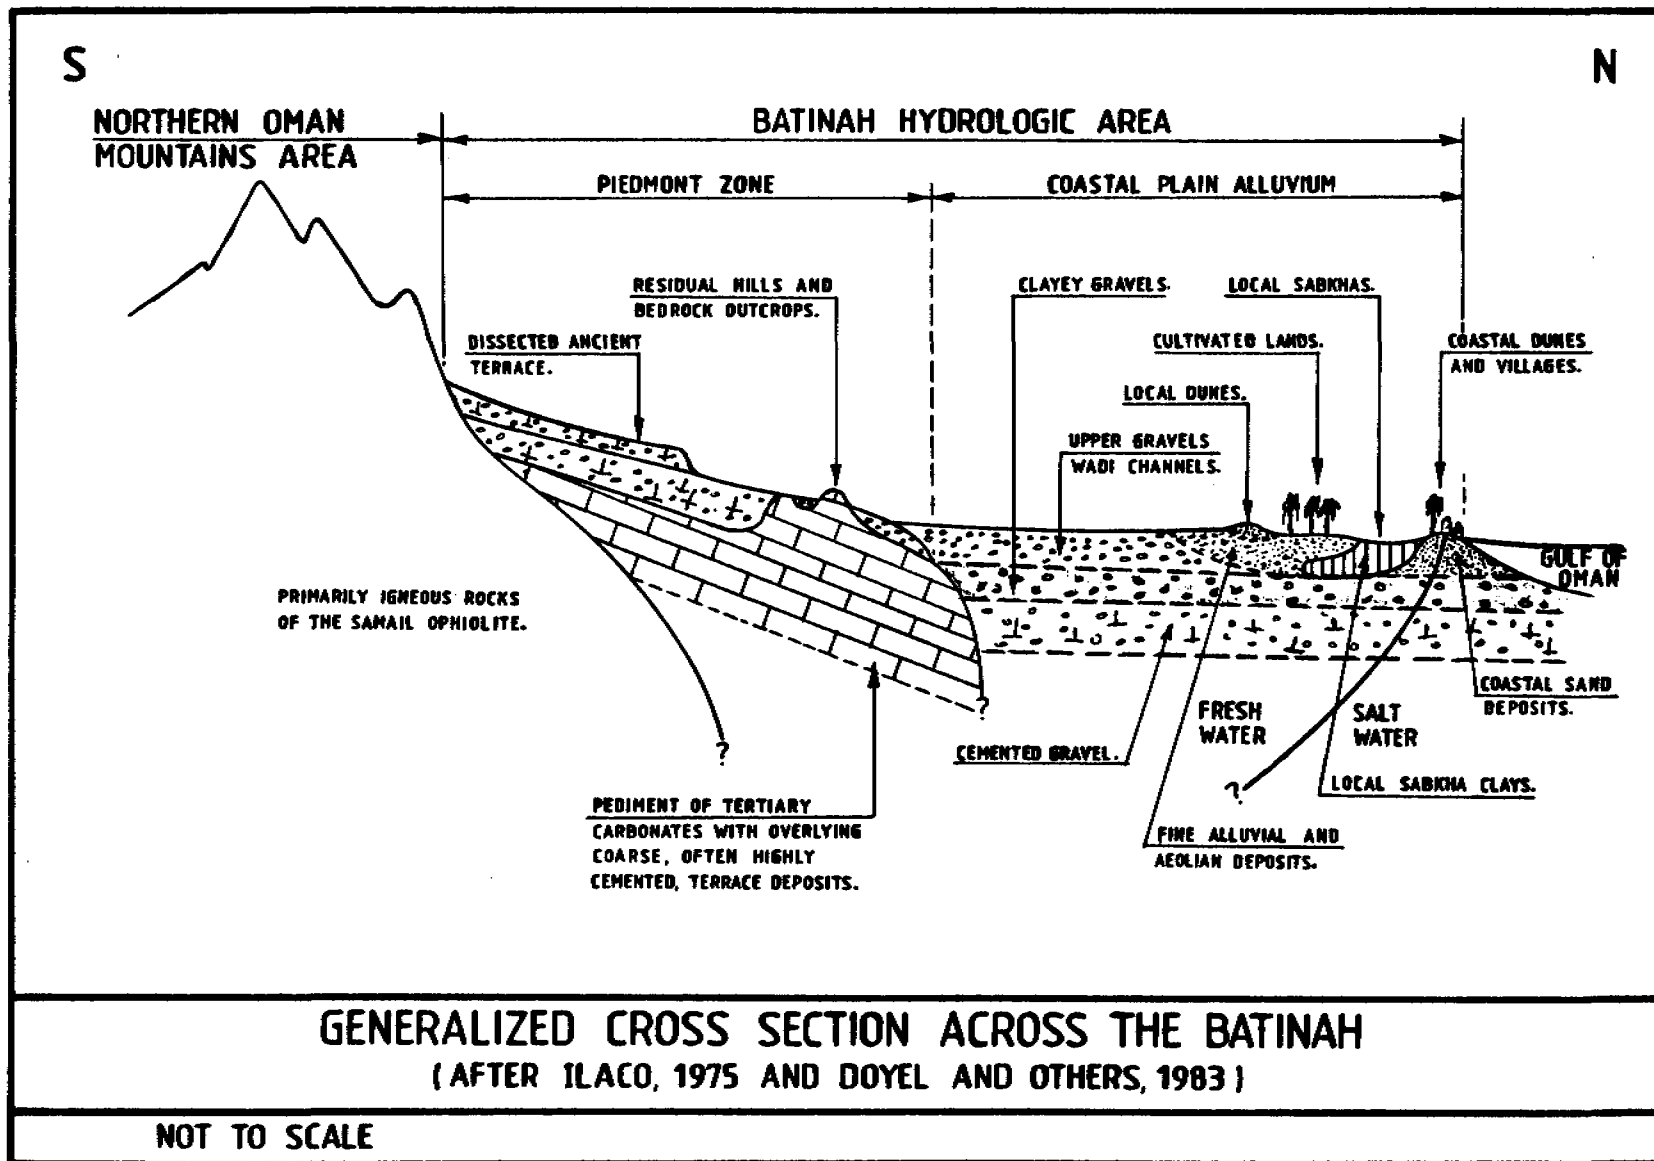 S
N
NORTHERN OMAN
MOUNTAINS AREA
BATINAH HYDROLOGIC AREA
PIEDMONT ZONE
COASTAL PLAIN ALLUVIUM
RESIDUAL HILLS AND
BEDROCK OUTCROPS.
CLAYEY GRAVELS.
LOCAL SABKHAS.
DISSECTED ANCIENT
TERRACE.
CULTIVATED LANDS.
COASTAL DUNES
AND VILLAGES.
LOCAL DUNES.
UPPER GRAVELS
WADI CHANNELS.
GULF OF
OMAN
PRIMARILY IGNEOUS ROCKS
OF THE SAMAIL OPHIOLITE.
COASTAL SAND
DEPOSITS.
FRESH
WATER
SALT
WATER
?
?
CEMENTED GRAVEL.
?
LOCAL SABKHA CLAYS.
PEDIMENT OF TERTIARY
CARBONATES WITH OVERLYING
COARSE, OFTEN HIGHLY
CEMENTED, TERRACE DEPOSITS.
FINE ALLUVIAL AND
AEOLIAN DEPOSITS.
GENERALIZED CROSS SECTION ACROSS THE BATINAH
(AFTER ILACO, 1975 AND DOYEL AND OTHERS, 1983)
NOT TO SCALE